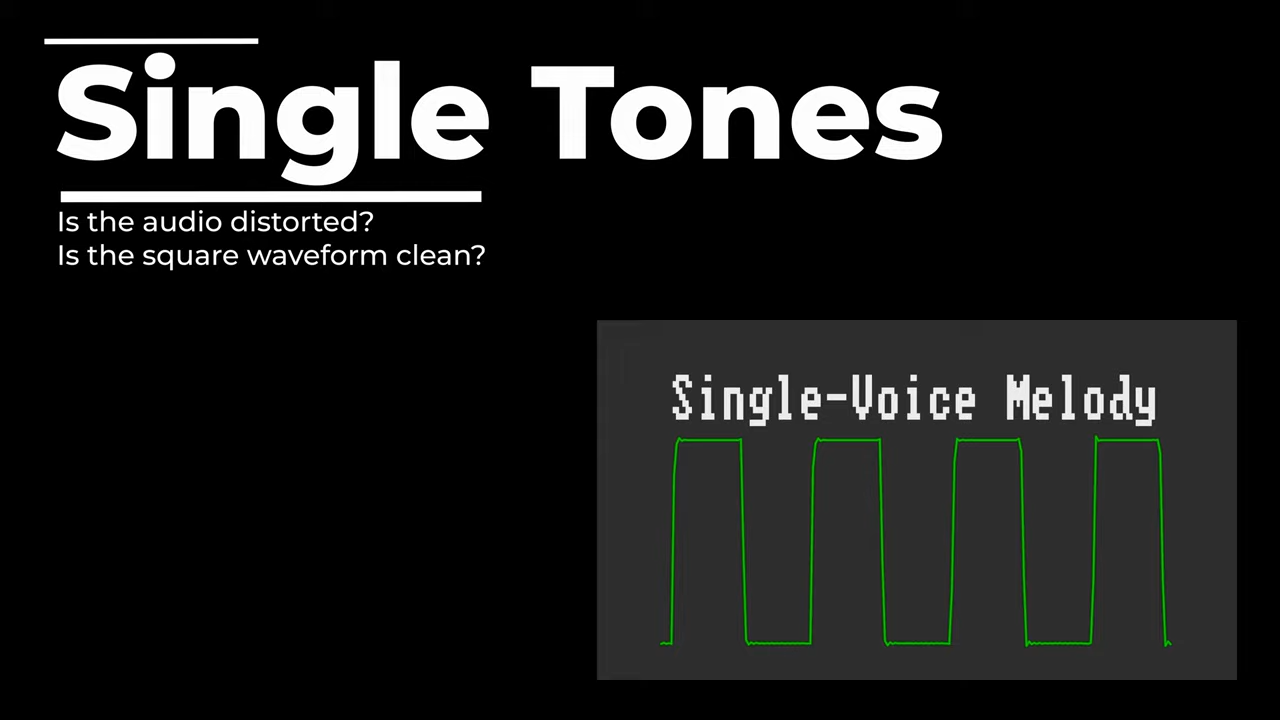 Single Tones
Is the audio distorted?
Is the square waveform clean?
Single-Voice Melody